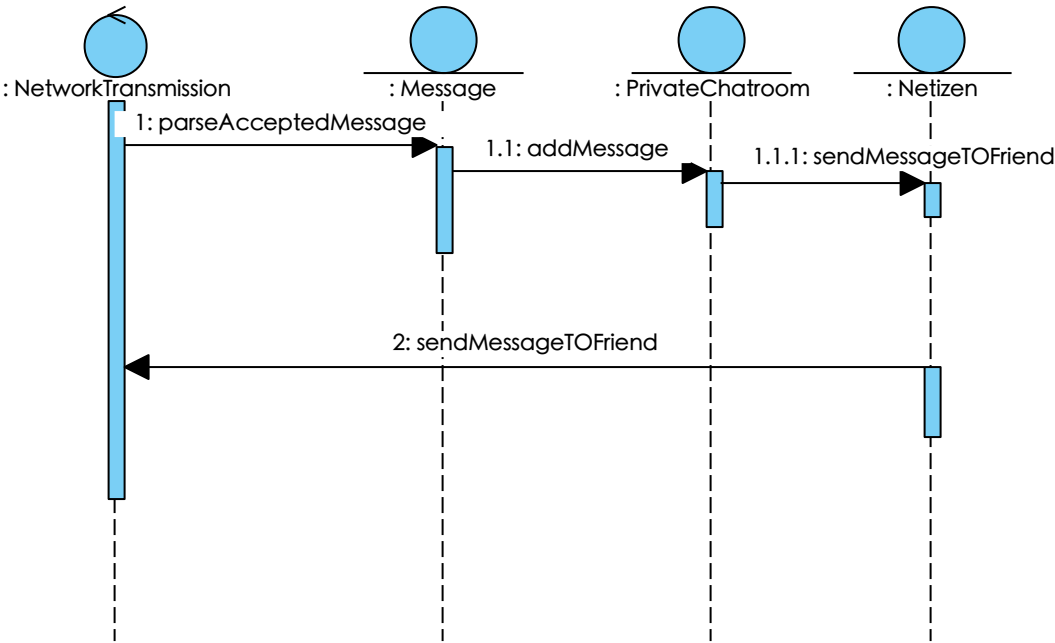 : NetworkTransmission
: Message
: PrivateChatroom
: Netizen
1: parseAcceptedMessage
1.1: addMessage
1.1.1: sendMessageTOFriend
2: sendMessageTOFriend